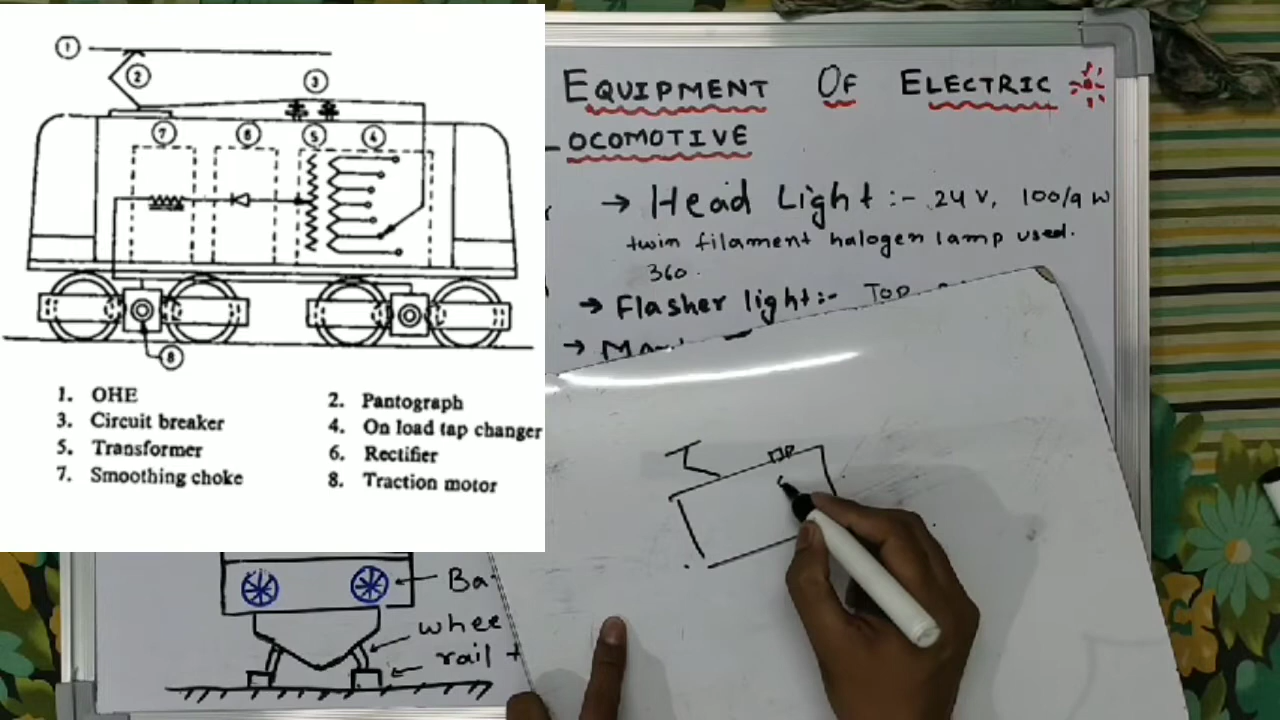 1
2
3
7
6
5
4
8
1. OHE
2. Pantograph
3. Circuit breaker
4. On load tap changer
5. Transformer
6. Rectifier
7. Smoothing choke
8. Traction motor
EQUIPMENT OF ELECTRIC
LOCOMOTIVE
→ Head Light :- 24 V, 100/9 W
twin filament halogen lamp used.
360.
→ Flasher light :- Top
→
← Ba
whee
rail